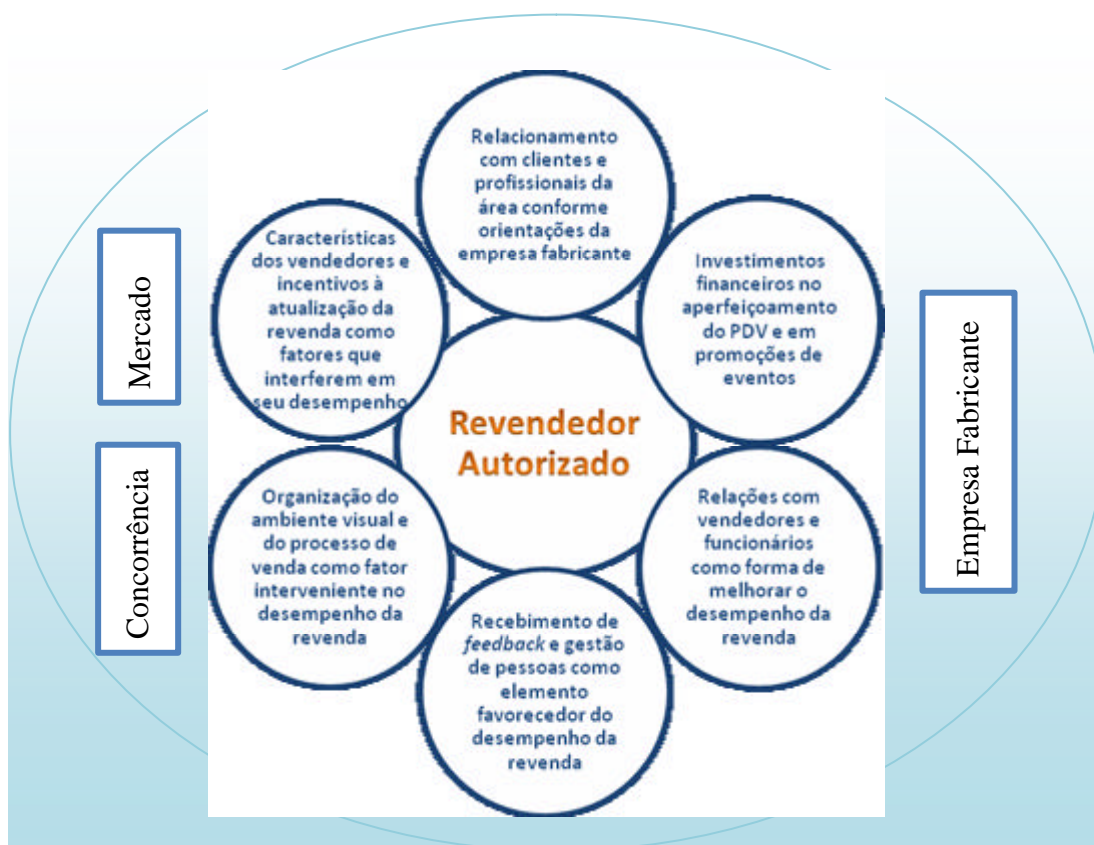 Relacionamento
com clientes e
profissionais da
área conforme
orientações da
empresa fabricante
Características
dos vendedores e
incentivos à
atualização da
revenda como
fatores que
interferem em
seu desempenho
Investimentos
financeiros no
aperfeiçoamento
do PDV e em
promoções de
eventos
Mercado
Empresa Fabricante
Revendedor
Autorizado
Concorrência
Organização do
ambiente visual e
do processo de
venda como fator
interveniente no
desempenho da
revenda
Relações com
vendedores e
funcionários
como forma de
melhorar o
desempenho da
revenda
Recebimento de
feedback e gestão
de pessoas como
elemento
favorecedor do
desempenho da
revenda